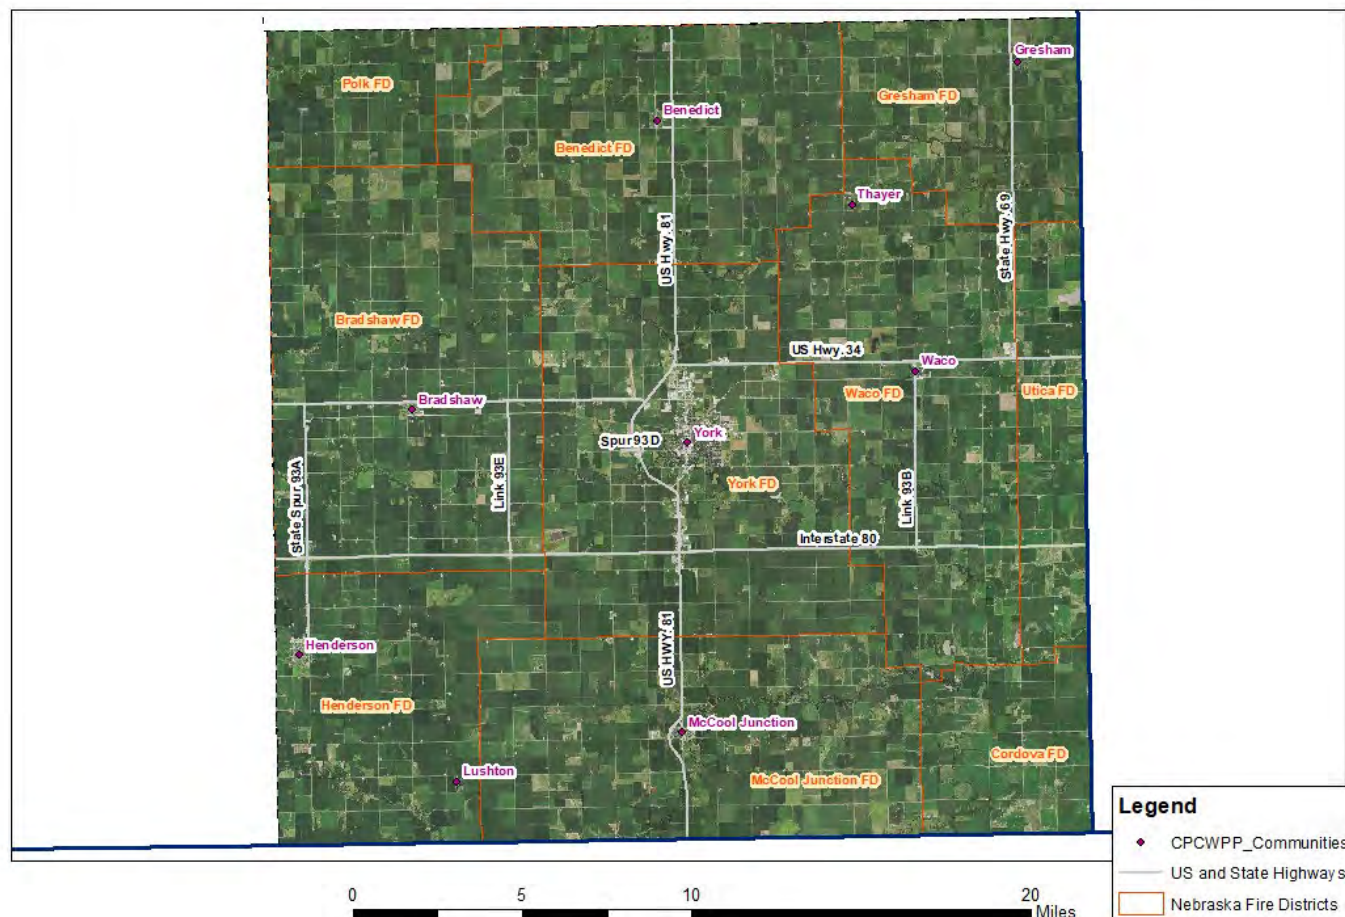 Gresham
Polk FD
Gresham FD
Benedict
Benedict FD
Thayer
US Hwy. 81
State Hwy. 69
Bradshaw FD
US Hwy. 34
Waco
Bradshaw
Waco FD
Utica FD
Spur 93D
York
State Spur 93A
Link 93E
York FD
Link 93B
Interstate 80
Henderson
US HWY. 81
Henderson FD
McCool Junction
Cordova FD
Lushton
McCool Junction FD
Legend
CPCWPP_Communities
US and State Highways
Nebraska Fire Districts
0 5 10 20
Miles